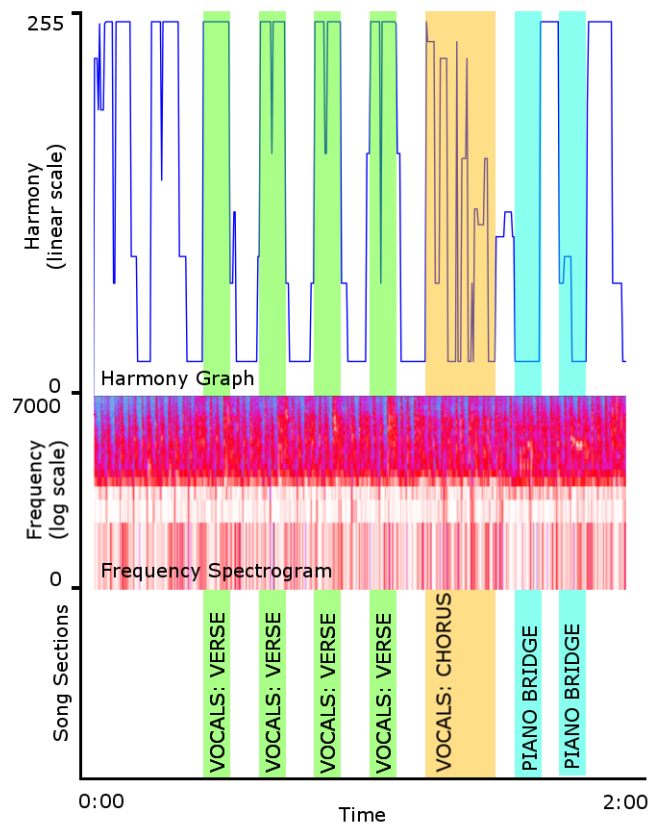 255
Harmony
(linear scale)
0
Harmony Graph
7000
Frequency
(log scale)
0
Frequency Spectrogram
Song Sections
VOCALS: VERSE
VOCALS: VERSE
VOCALS: VERSE
VOCALS: VERSE
VOCALS: CHORUS
PIANO BRIDGE
PIANO BRIDGE
0:00
Time
2:00